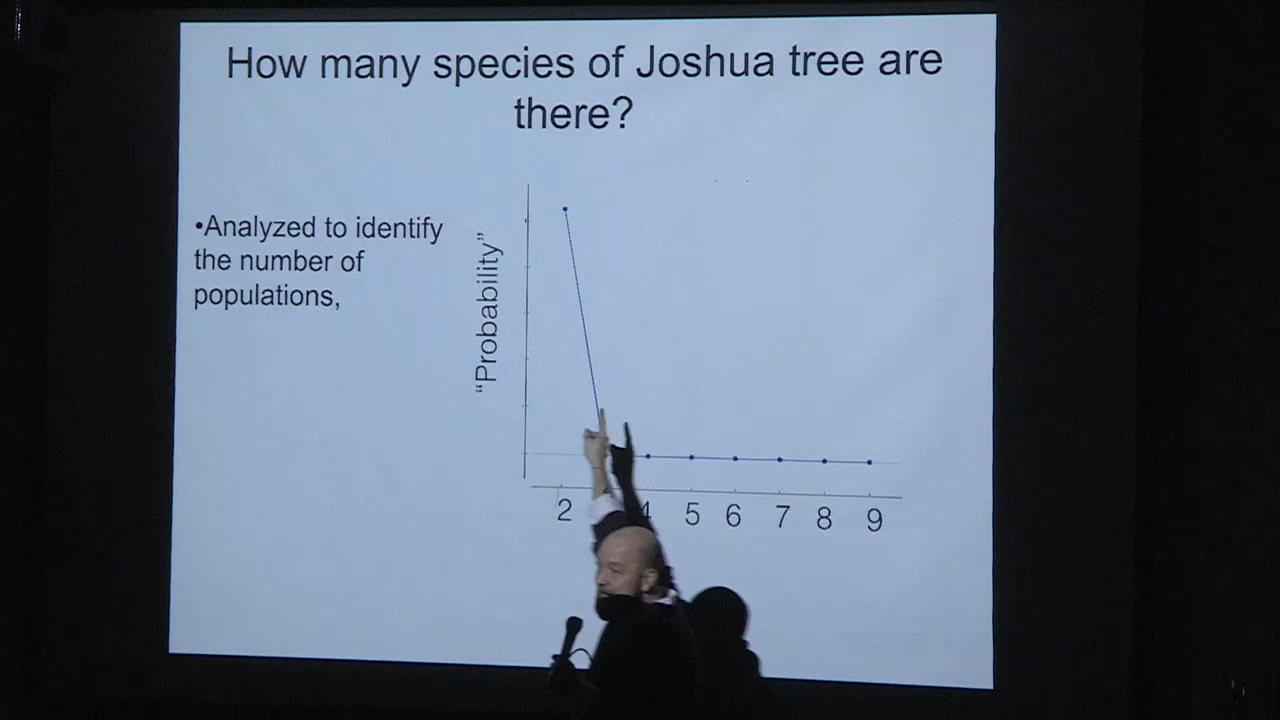 How many species of Joshua tree are
there?
•Analyzed to identify
the number of
populations,
“Probability”
2 4 5 6 7 8 9